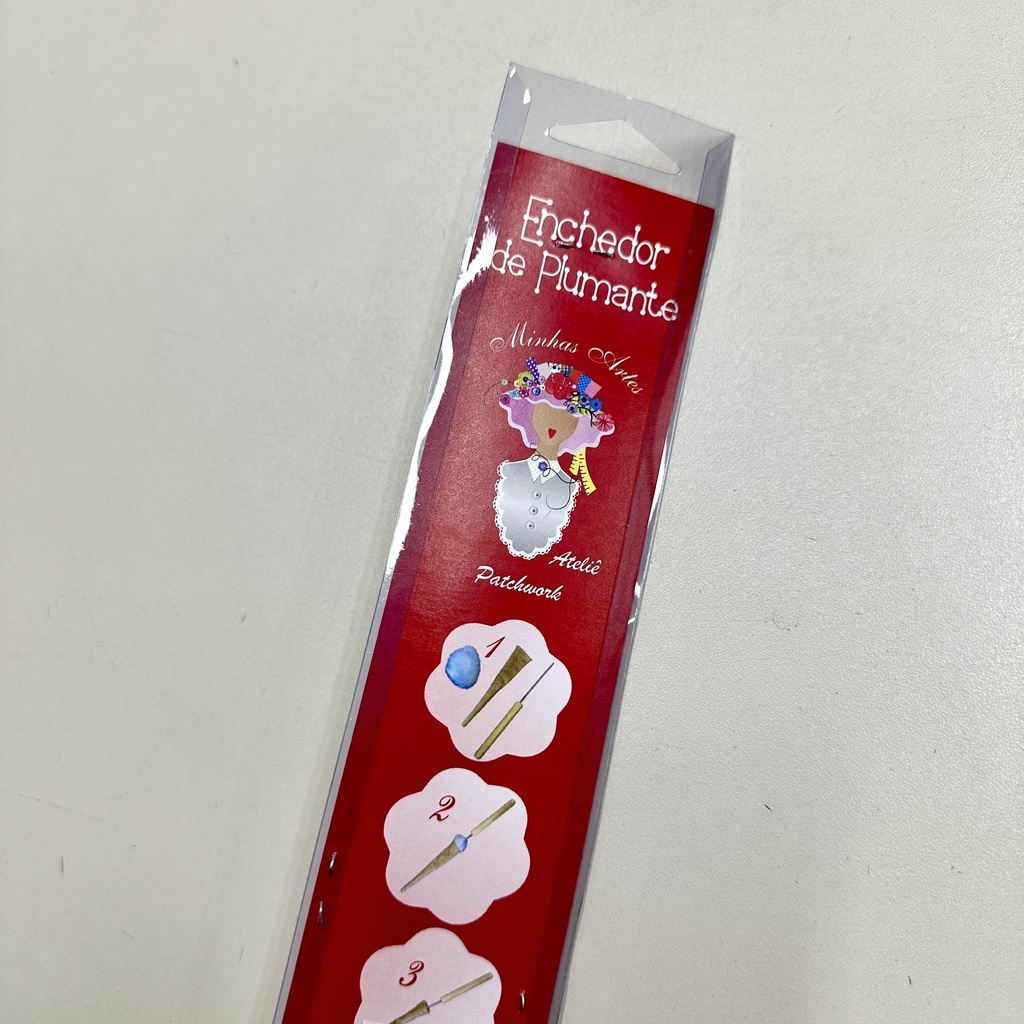 Enchedor
de Plumante
Minhas Artes
Ateliê
Patchwork
1
2
3